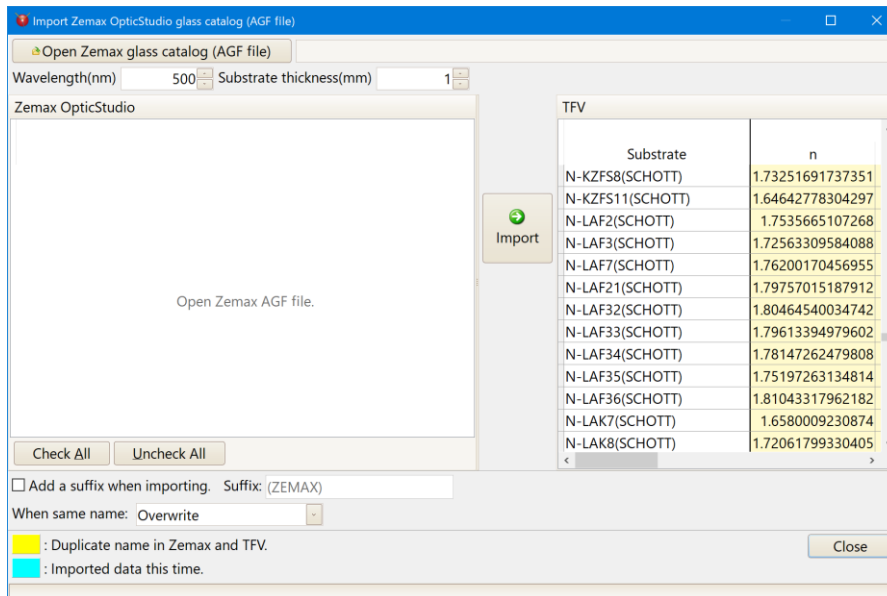 Import Zemax OpticStudio glass catalog (AGF file)
Open Zemax glass catalog (AGF file)
Wavelength(nm) 500 Substrate thickness(mm) 1
Zemax OpticStudio
Open Zemax AGF file.
Check All Uncheck All
Import
TFV
Substrate n
N-KZFS8(SCHOTT) 1.73251691737351
N-KZFS11(SCHOTT) 1.64642778304297
N-LAF2(SCHOTT) 1.7535665107268
N-LAF3(SCHOTT) 1.72563309584088
N-LAF7(SCHOTT) 1.76200170456955
N-LAF21(SCHOTT) 1.79757015187912
N-LAF32(SCHOTT) 1.80464540034742
N-LAF33(SCHOTT) 1.79613394979602
N-LAF34(SCHOTT) 1.78147262479808
N-LAF35(SCHOTT) 1.75197263134814
N-LAF36(SCHOTT) 1.81043317962182
N-LAK7(SCHOTT) 1.6580009230874
N-LAK8(SCHOTT) 1.72061799330405
Add a suffix when importing. Suffix: (ZEMAX)
When same name: Overwrite
: Duplicate name in Zemax and TFV.
: Imported data this time.
Close